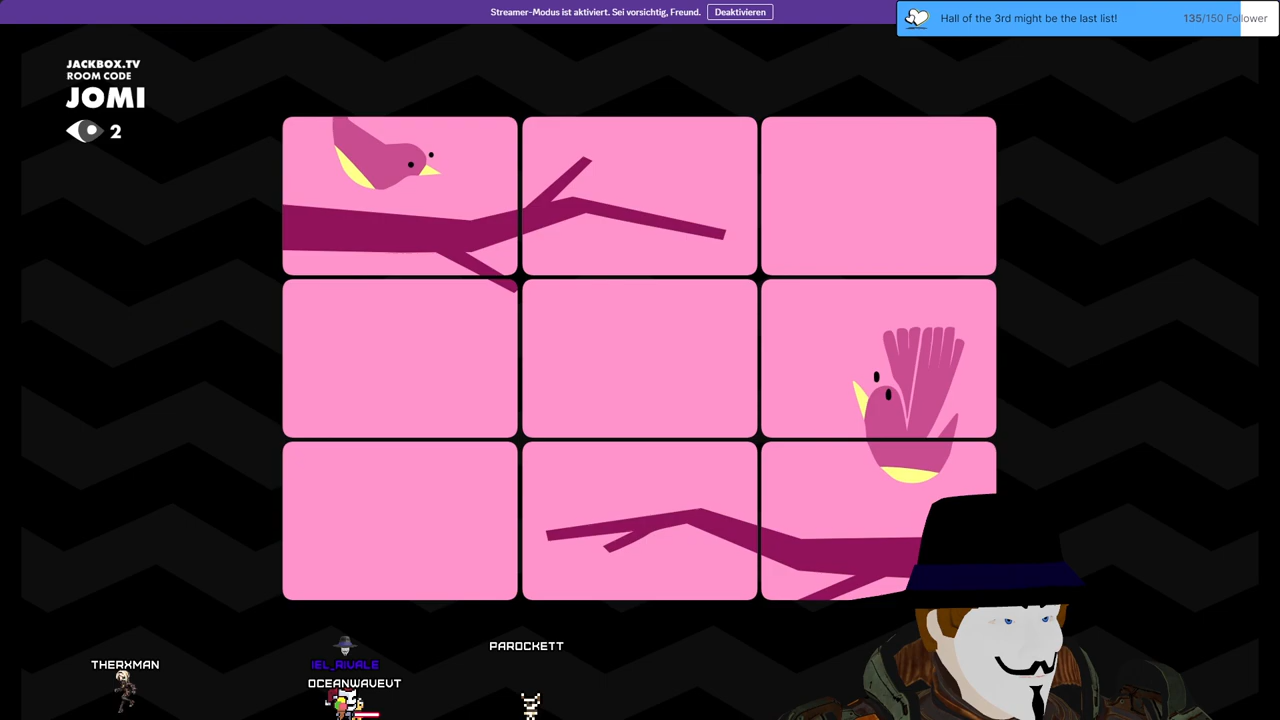 Streamer-Modus ist aktiviert. Sei vorsichtig, Freund. Deaktivieren
Hall of the 3rd might be the last list! 135/150 Follower
JACKBOX.TV
ROOM CODE
JOMI
2
PAROCKETT
THERXMAN
IEL_RIVALE
OCEANWAVEVT